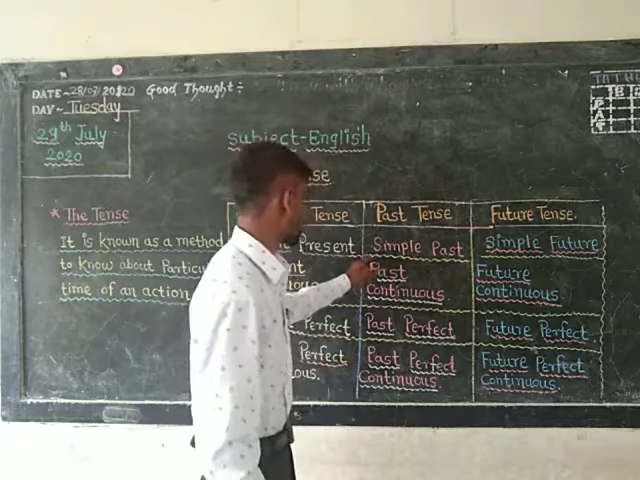 DATE~28/07/2020 Good Thought:
DAY~Tuesday
29th July
2020
Subject-English
Tense Past Tense Future Tense.
* The Tense
It is known as a method Present Simple Past Simple Future
to know about Past Future
time of an action Continuous. Continuous.
Perfect Past Perfect Future Perfect.
Perfect Past Perfect Future Perfect
Continuous. Continuous.